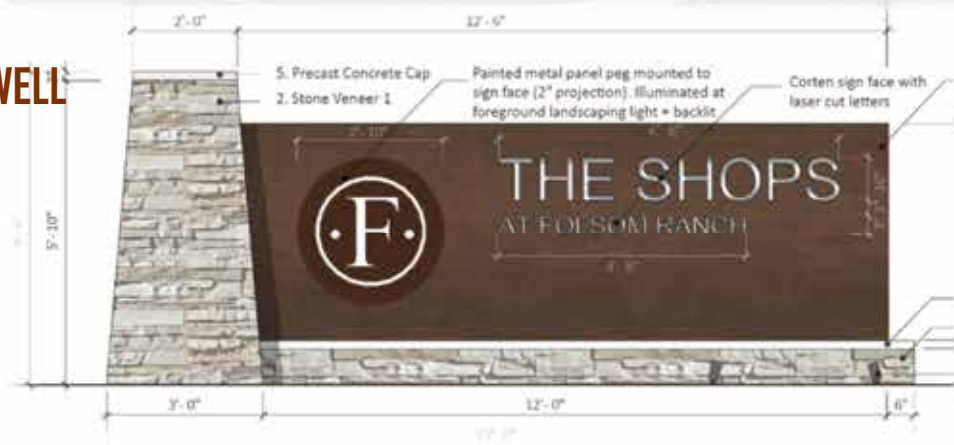 2'-0"
12'-6"
WELL
5. Precast Concrete Cap
2. Stone Veneer 1
Painted metal panel peg mounted to
sign face (2" projection). Illuminated at
foreground landscaping light + backlit
Corten sign face with
laser cut letters
THE SHOPS
AT FOLSOM RANCH
F
5'-10"
3'-0"
12'-0"
6"